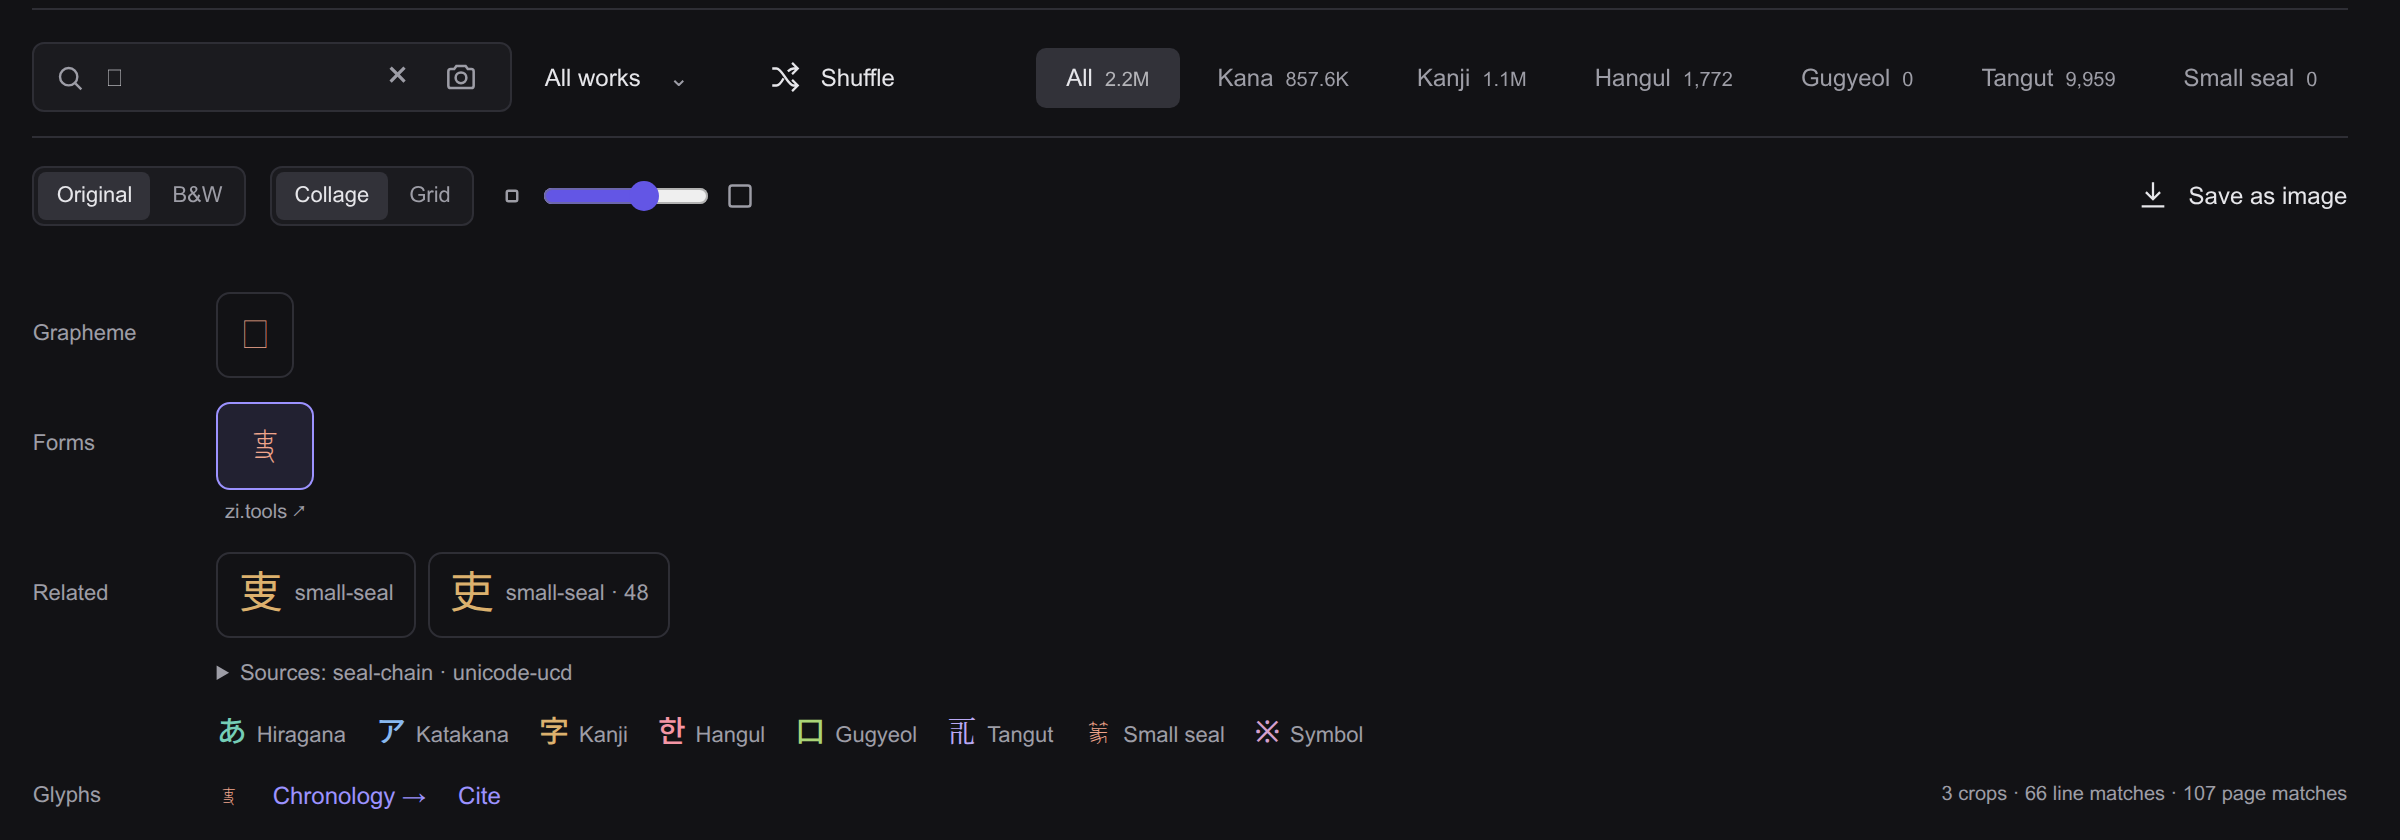 All works
Shuffle
All 2.2M
Kana 857.6K
Kanji 1.1M
Hangul 1,772
Gugyeol 0
Tangut 9,959
Small seal 0
Original
B&W
Collage
Grid
Save as image
Grapheme
Forms
zi.tools ↗
Related
small-seal
吏 small-seal · 48
▶ Sources: seal-chain · unicode-ucd
あ Hiragana
ア Katakana
字 Kanji
한 Hangul
口 Gugyeol
Tangut
Small seal
※ Symbol
Glyphs
Chronology →
Cite
3 crops · 66 line matches · 107 page matches